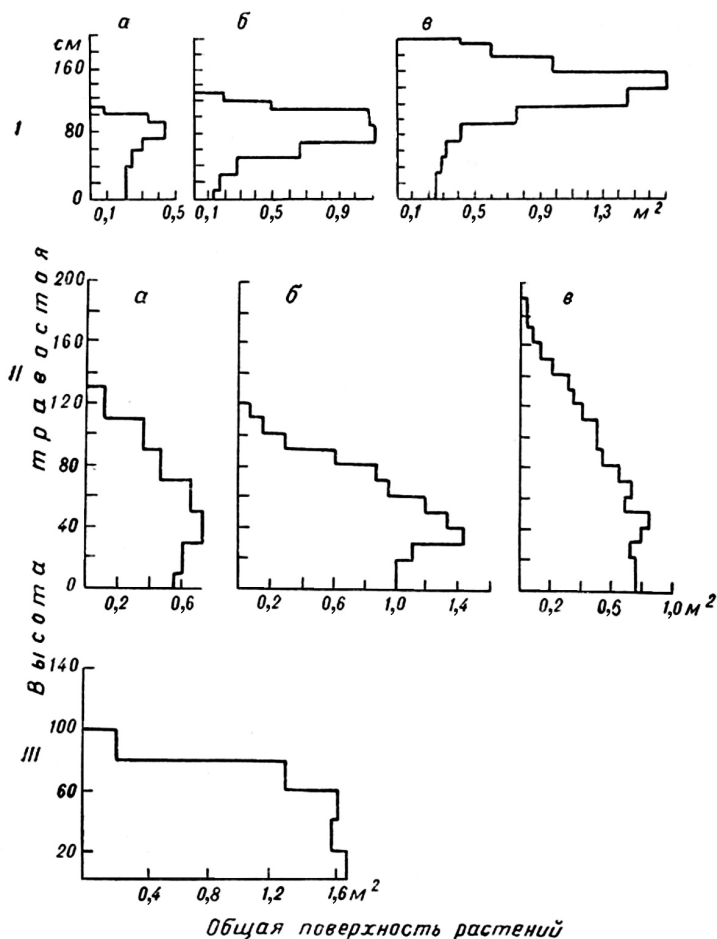 а б в
см
160
80
0
I
0,1 0,5 0,1 0,5 0,9 0,1 0,5 0,9 1,3 м²
Высота травостоя
II
а б в
200
160
120
80
40
0
0,2 0,6 0,2 0,6 1,0 1,4 0,2 0,6 1,0 м²
III
140
100
60
20
0,4 0,8 1,2 1,6 м²
Общая поверхность растений